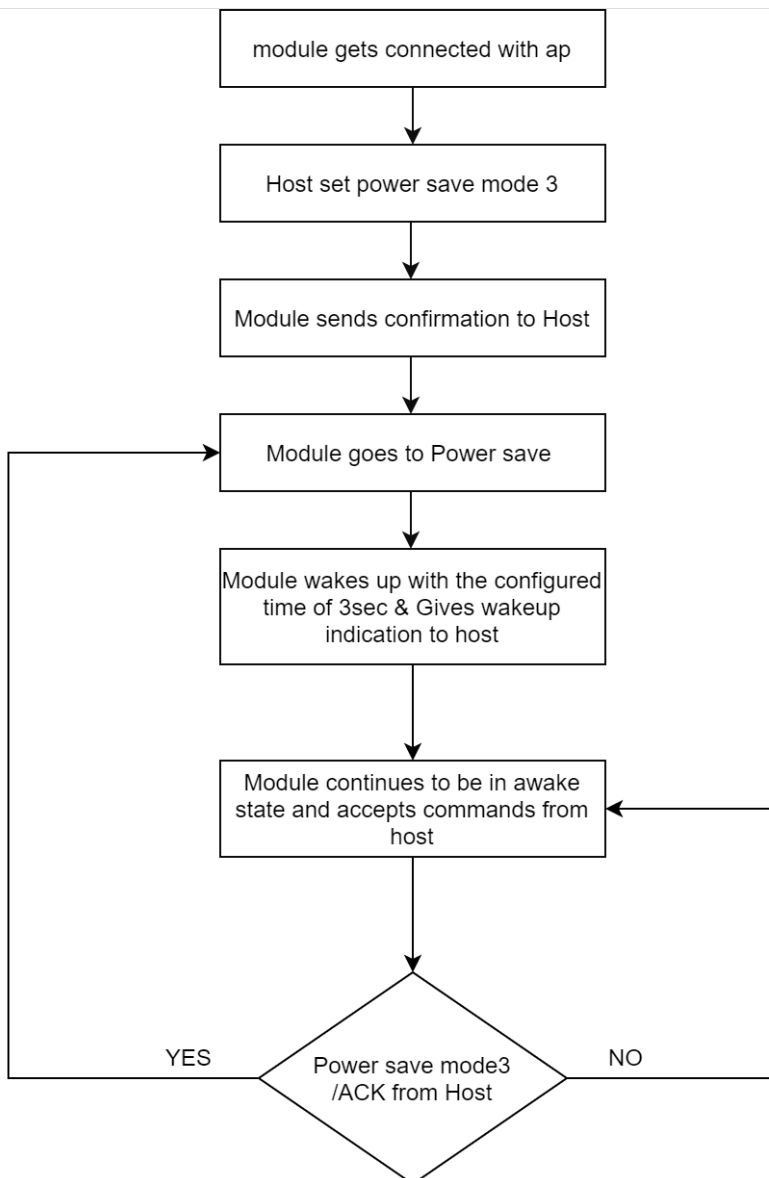 module gets connected with ap
Host set power save mode 3
Module sends confirmation to Host
Module goes to Power save
Module wakes up with the configured
time of 3sec & Gives wakeup
indication to host
Module continues to be in awake
state and accepts commands from
host
YES
Power save mode3
/ACK from Host
NO